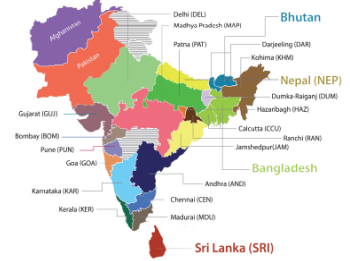 Delhi (DEL)
Madhya Pradesh (MAP)
Bhutan
Afghanistan
Patna (PAT)
Darjeeling (DAR)
Pakistan
Kohima (KHM)
Nepal (NEP)
Dumka-Raiganj (DUM)
Hazaribagh (HAZ)
Gujarat (GUJ)
Calcutta (CCU)
Bombay (BOM)
Ranchi (RAN)
Pune (PUN)
Jamshedpur(JAM)
Goa (GOA)
Bangladesh
Andhra (AND)
Karnataka (KAR)
Chennai (CEN)
Kerala (KER)
Madurai (MDU)
Sri Lanka (SRI)